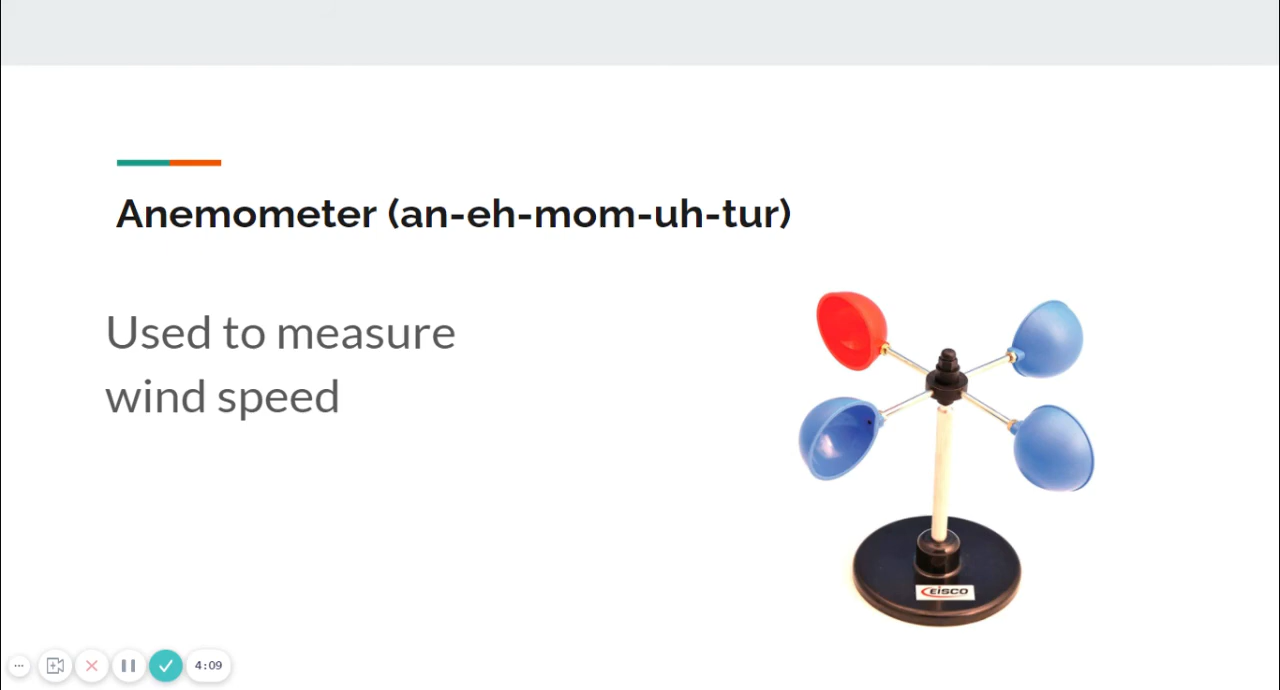 Anemometer (an-eh-mom-uh-tur)
Used to measure
wind speed
EISCO
4:09